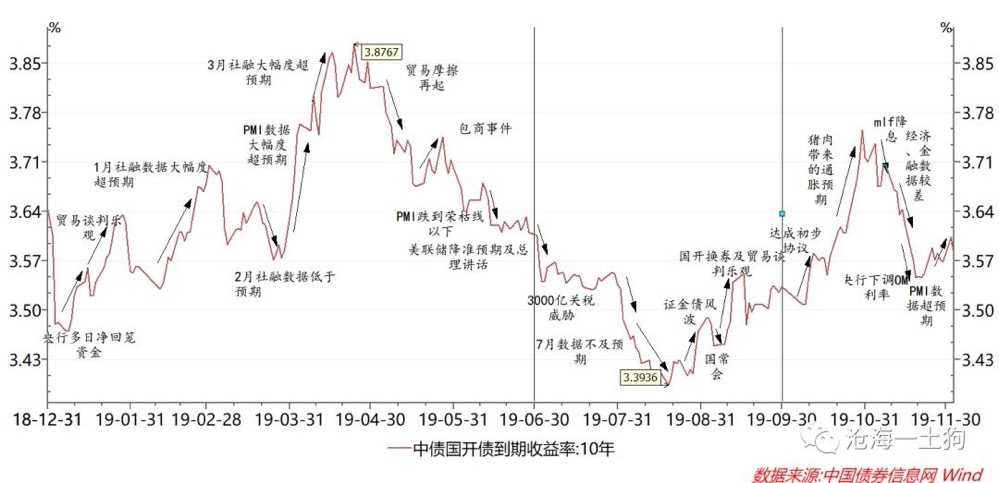 %
%
3.85
3.78
3.71
3.64
3.57
3.50
3.43
3.85
3.78
3.71
3.64
3.57
3.50
3.43
央行多日净回笼
资金
贸易谈判乐
观
1月社融数据大幅度
超预期
2月社融数据低于
预期
PMI数据
大幅度
超预期
3月社融大幅度超
预期
3.8767
贸易摩擦
再起
包商事件
PMI跌到荣枯线
以下
美联储降准预期及总
理讲话
3000亿关税
威胁
7月数据不及预
期
3.3936
证金债风
波
国开换券及贸易谈
判乐观
国常
会
达成初步
协议
猪肉
带来
的通
胀预
期
mlf降
息
经济
、金
融数
据较
差
央行下调OM
利率
PMI数
据超
预期
18-12-31
19-01-31
19-02-28
19-03-31
19-04-30
19-05-31
19-06-30
19-07-31
19-08-31
19-09-30
19-10-31
19-11-30
中债国开债到期收益率:10年
沧海一土狗
数据来源:中国债券信息网 Wind